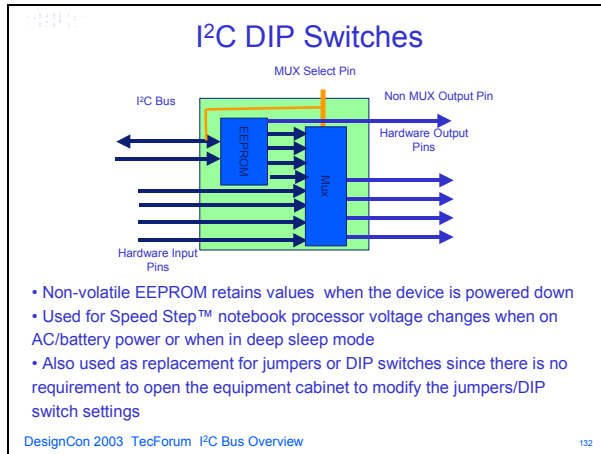 I²C DIP Switches
MUX Select Pin
I²C Bus
Non MUX Output Pin
EEPROM
Hardware Output
Pins
Mux
Hardware Input
Pins
• Non-volatile EEPROM retains values when the device is powered down
• Used for Speed Step™ notebook processor voltage changes when on
AC/battery power or when in deep sleep mode
• Also used as replacement for jumpers or DIP switches since there is no
requirement to open the equipment cabinet to modify the jumpers/DIP
switch settings
DesignCon 2003 TecForum I²C Bus Overview
132